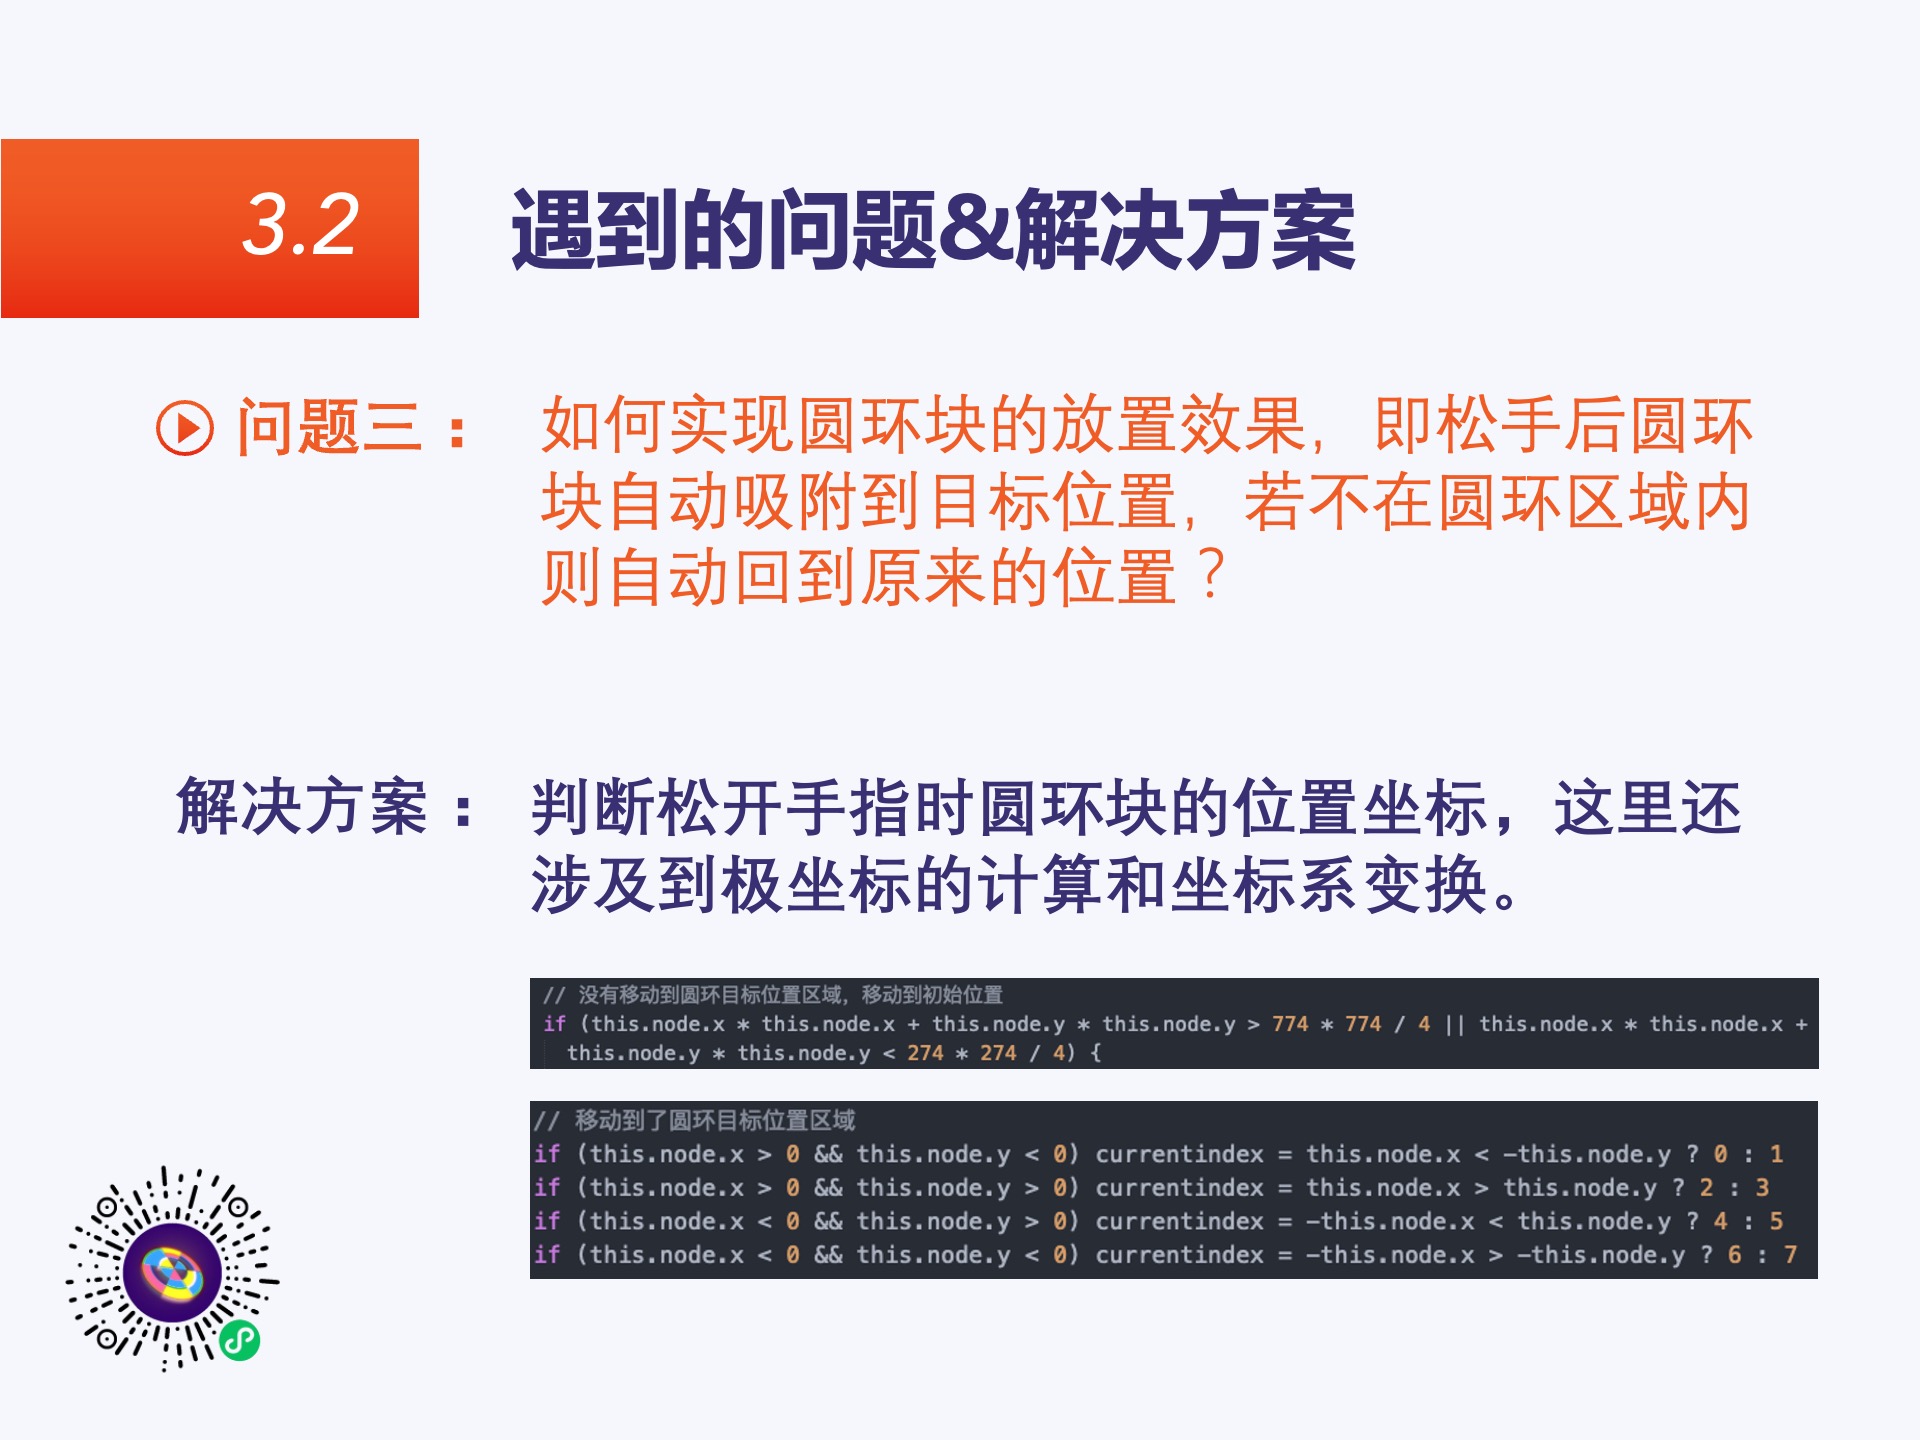 3.2
遇到的问题&解决方案
问题三：
如何实现圆环块的放置效果，即松手后圆环
块自动吸附到目标位置，若不在圆环区域内
则自动回到原来的位置？
解决方案：
判断松开手指时圆环块的位置坐标，这里还
涉及到极坐标的计算和坐标系变换。
// 没有移动到圆环目标位置区域，移动到初始位置
if (this.node.x * this.node.x + this.node.y * this.node.y > 774 * 774 / 4 || this.node.x * this.node.x +
this.node.y * this.node.y < 274 * 274 / 4) {
// 移动到了圆环目标位置区域
if (this.node.x > 0 && this.node.y < 0) currentindex = this.node.x < -this.node.y ? 0 : 1
if (this.node.x > 0 && this.node.y > 0) currentindex = this.node.x > this.node.y ? 2 : 3
if (this.node.x < 0 && this.node.y > 0) currentindex = -this.node.x < this.node.y ? 4 : 5
if (this.node.x < 0 && this.node.y < 0) currentindex = -this.node.x > -this.node.y ? 6 : 7